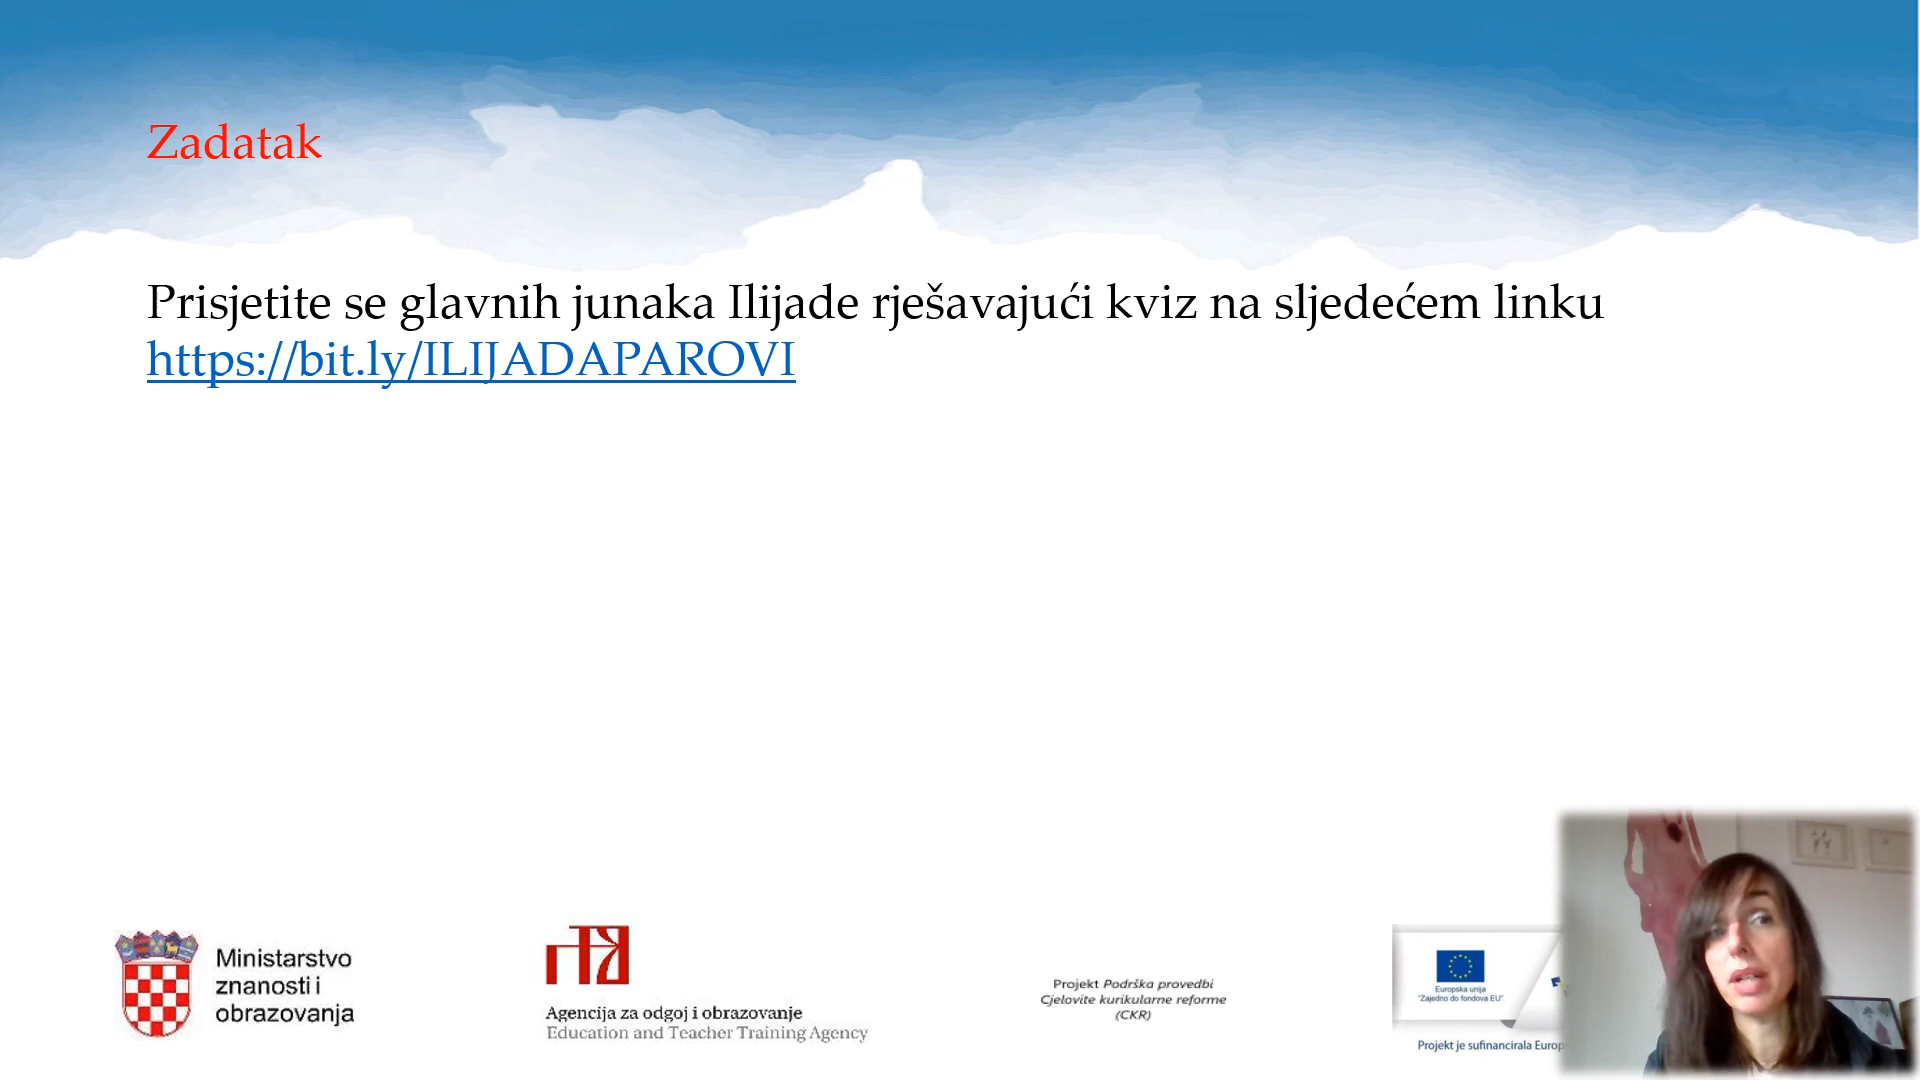 Zadatak
Prisjetite se glavnih junaka Ilijade rješavajući kviz na sljedećem linku
https://bit.ly/ILIJADAPAROVI
Ministarstvo
znanosti i
obrazovanja
Agencija za odgoj i obrazovanje
Education and Teacher Training Agency
Projekt Podrška provedbi
Cjelovite kurikularne reforme
(CKR)
Europska unija
"Zajedno do fondova EU"
Projekt je sufinancirala Europ